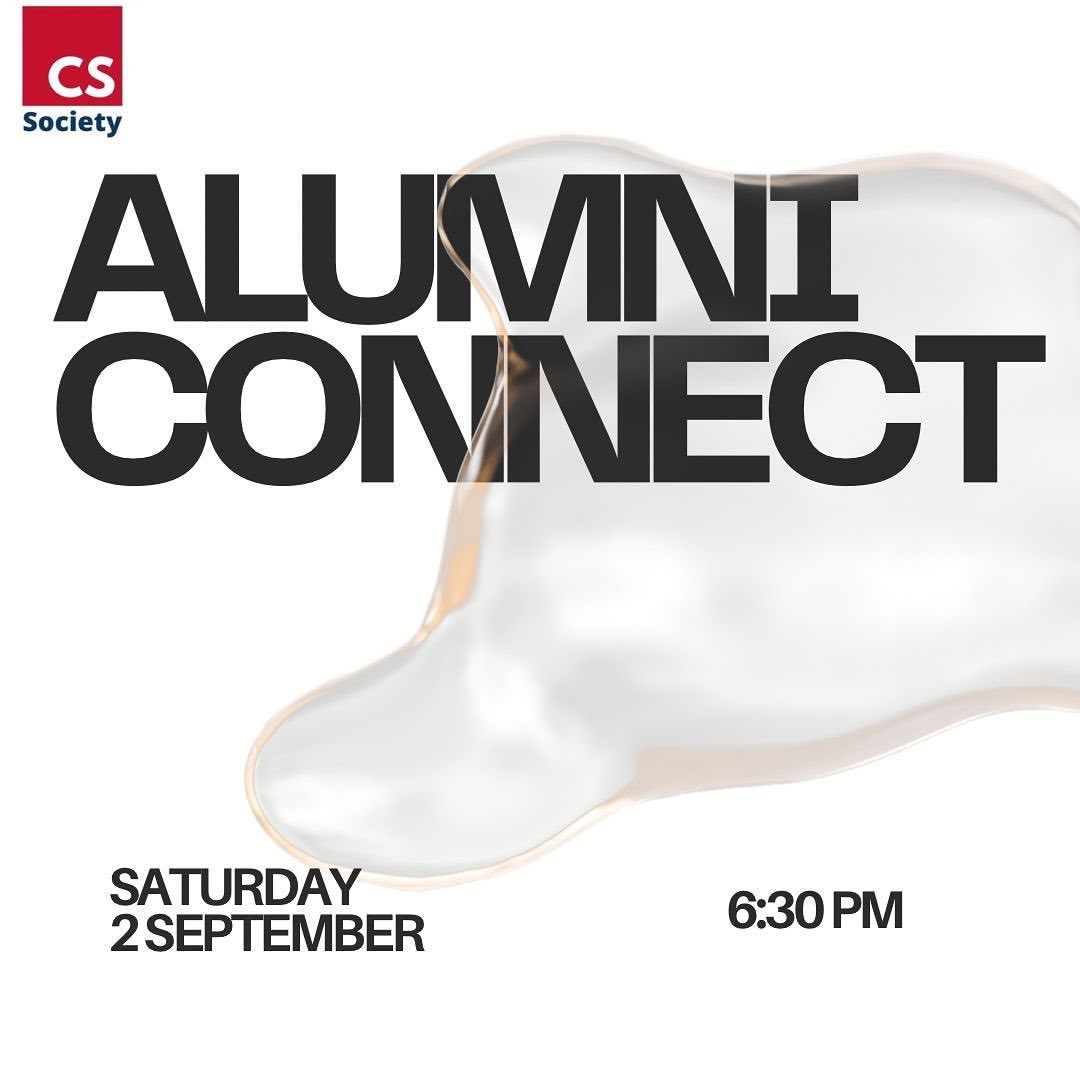 CS
Society
ALUMNI
CONNECT
SATURDAY
2 SEPTEMBER
6:30 PM